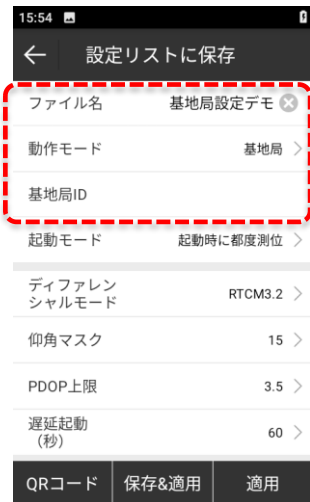 15:54
設定リストに保存
ファイル名 基地局設定デモ
動作モード 基地局
基地局ID
起動モード 起動時に都度測位
ディファレン
シャルモード RTCM3.2
仰角マスク 15
PDOP上限 3.5
遅延起動
（秒） 60
QRコード 保存&適用 適用